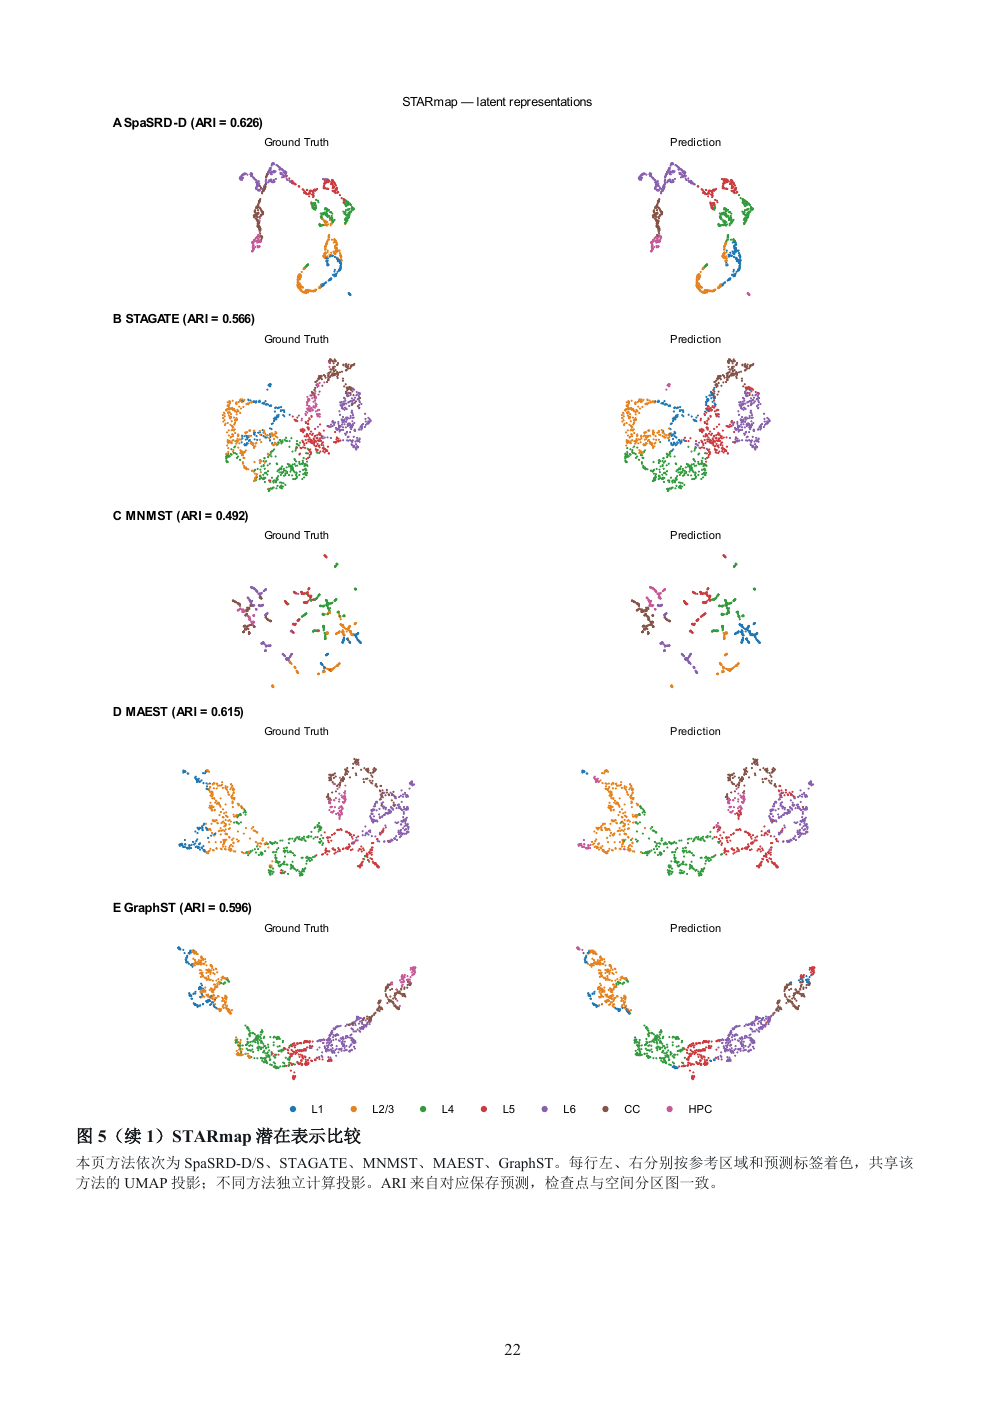 STARmap — latent representations
A SpaSRD-D (ARI = 0.626)
Ground Truth
Prediction
B STAGATE (ARI = 0.566)
Ground Truth
Prediction
C MNMST (ARI = 0.492)
Ground Truth
Prediction
D MAEST (ARI = 0.615)
Ground Truth
Prediction
E GraphST (ARI = 0.596)
Ground Truth
Prediction
L1 L2/3 L4 L5 L6 CC HPC
图 5（续 1）STARmap 潜在表示比较
本页方法依次为 SpaSRD-D/S、STAGATE、MNMST、MAEST、GraphST。每行左、右分别按参考区域和预测标签着色，共享该
方法的 UMAP 投影；不同方法独立计算投影。ARI 来自对应保存预测，检查点与空间分区图一致。
22